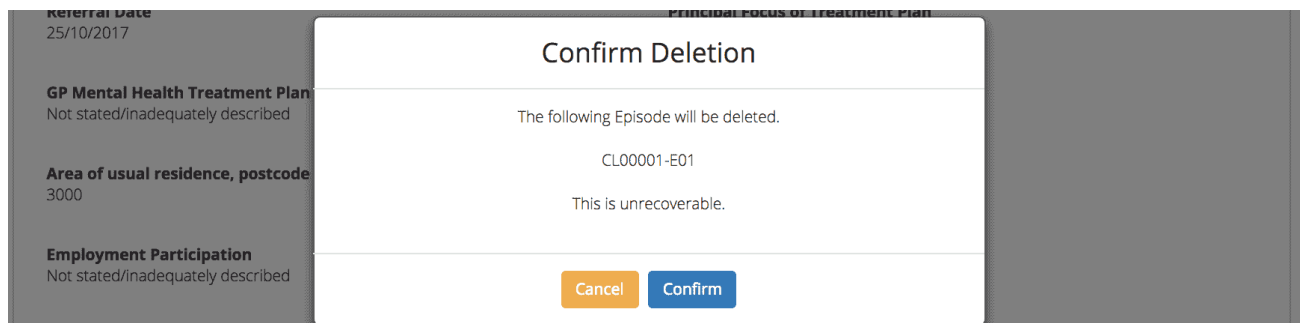 Referral Date
25/10/2017
Principal Focus of Treatment Plan
Confirm Deletion
GP Mental Health Treatment Plan
Not stated/inadequately described
The following Episode will be deleted.
CL00001-E01
Area of usual residence, postcode
3000
This is unrecoverable.
Employment Participation
Not stated/inadequately described
Cancel
Confirm